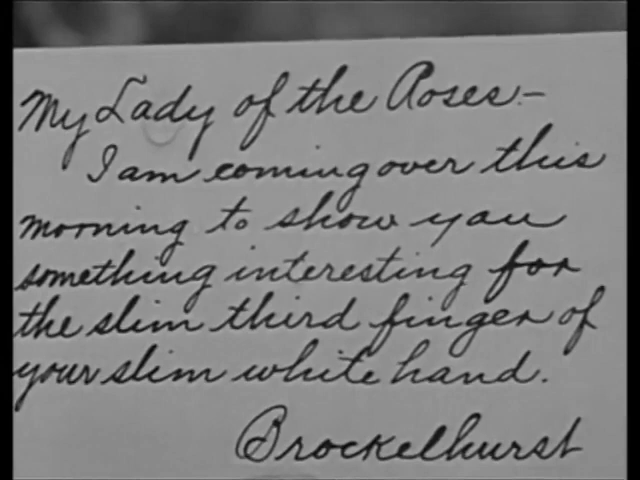 My Lady of the Roses:-
I am coming over this
morning to show you
something interesting for
the slim third finger of
your slim white hand.
Brockelhurst